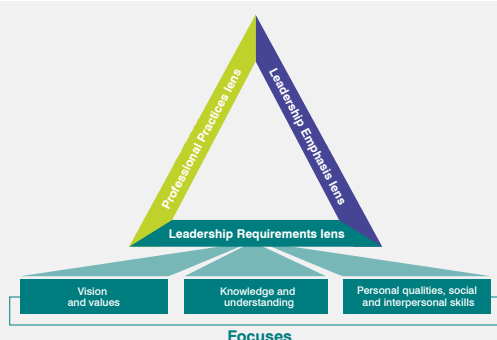 Professional Practices lens
Leadership Emphasis lens
Leadership Requirements lens
Vision
and values
Knowledge and
understanding
Personal qualities, social
and interpersonal skills
Focuses